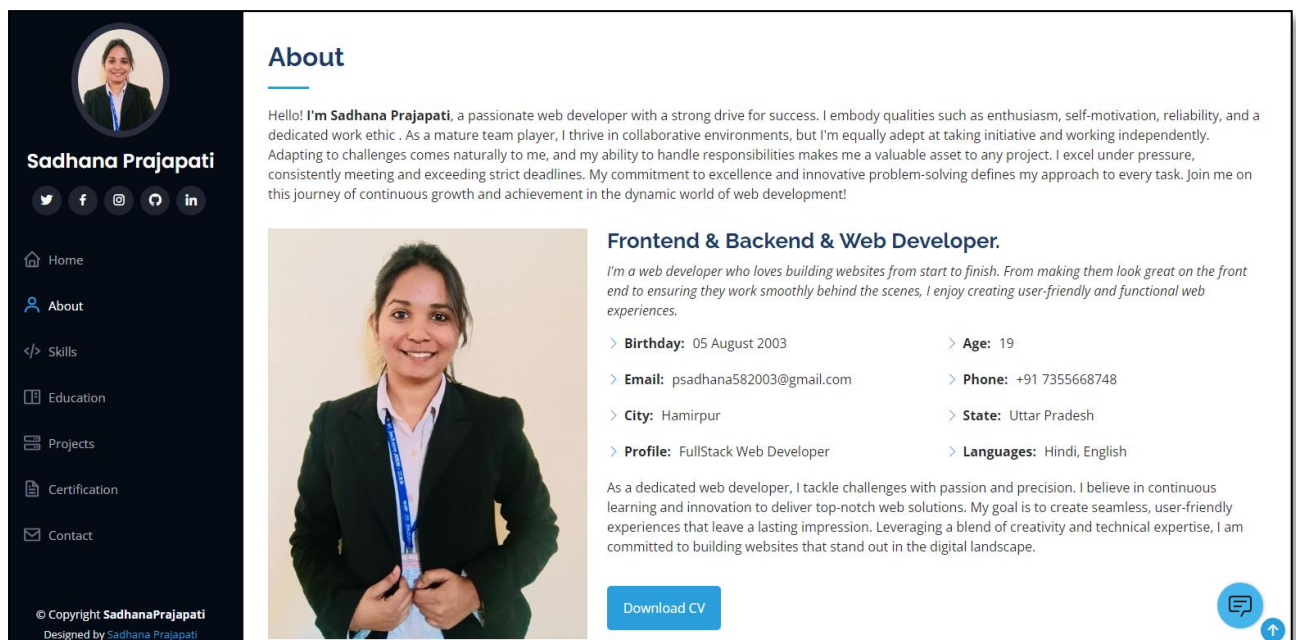 Sadhana Prajapati
Home
About
</> Skills
Education
Projects
Certification
Contact
© Copyright SadhanaPrajapati
Designed by Sadhana Prajapati
About
Hello! I'm Sadhana Prajapati, a passionate web developer with a strong drive for success. I embody qualities such as enthusiasm, self-motivation, reliability, and a
dedicated work ethic . As a mature team player, I thrive in collaborative environments, but I'm equally adept at taking initiative and working independently.
Adapting to challenges comes naturally to me, and my ability to handle responsibilities makes me a valuable asset to any project. I excel under pressure,
consistently meeting and exceeding strict deadlines. My commitment to excellence and innovative problem-solving defines my approach to every task. Join me on
this journey of continuous growth and achievement in the dynamic world of web development!
Frontend & Backend & Web Developer.
I'm a web developer who loves building websites from start to finish. From making them look great on the front
end to ensuring they work smoothly behind the scenes, I enjoy creating user-friendly and functional web
experiences.
Birthday: 05 August 2003
Age: 19
Email: psadhana582003@gmail.com
Phone: +91 7355668748
City: Hamirpur
State: Uttar Pradesh
Profile: FullStack Web Developer
Languages: Hindi, English
As a dedicated web developer, I tackle challenges with passion and precision. I believe in continuous
learning and innovation to deliver top-notch web solutions. My goal is to create seamless, user-friendly
experiences that leave a lasting impression. Leveraging a blend of creativity and technical expertise, I am
committed to building websites that stand out in the digital landscape.
Download CV